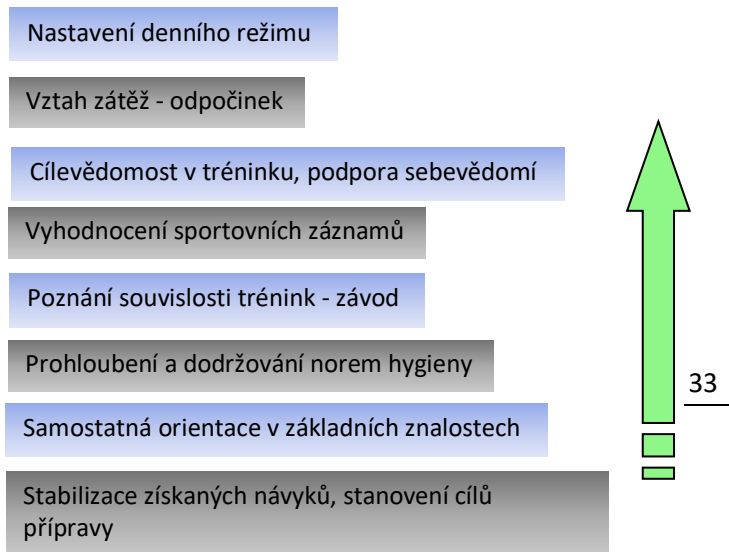 Nastavení denního režimu
Vztah zátěž - odpočinek
Cílevědomost v tréninku, podpora sebevědomí
Vyhodnocení sportovních záznamů
Poznání souvislosti trénink - závod
Prohloubení a dodržování norem hygieny
33
Samostatná orientace v základních znalostech
Stabilizace získaných návyků, stanovení cílů
přípravy